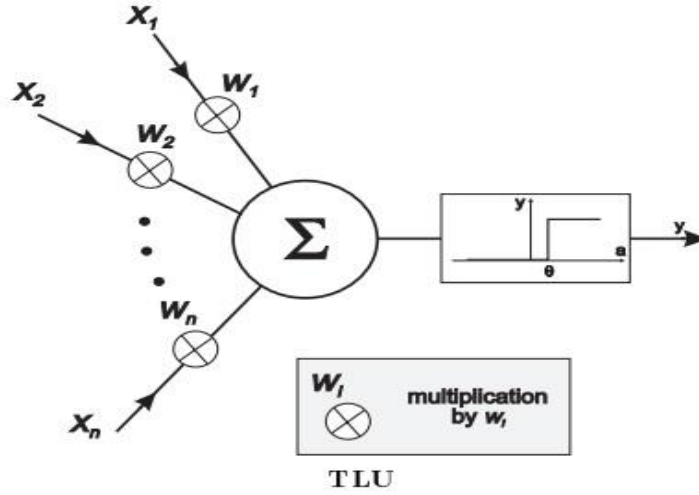 X1
W1
X2
W2
Σ
y
θ
a
y
Wn
Xn
Wi
multiplication
by wi
TLU